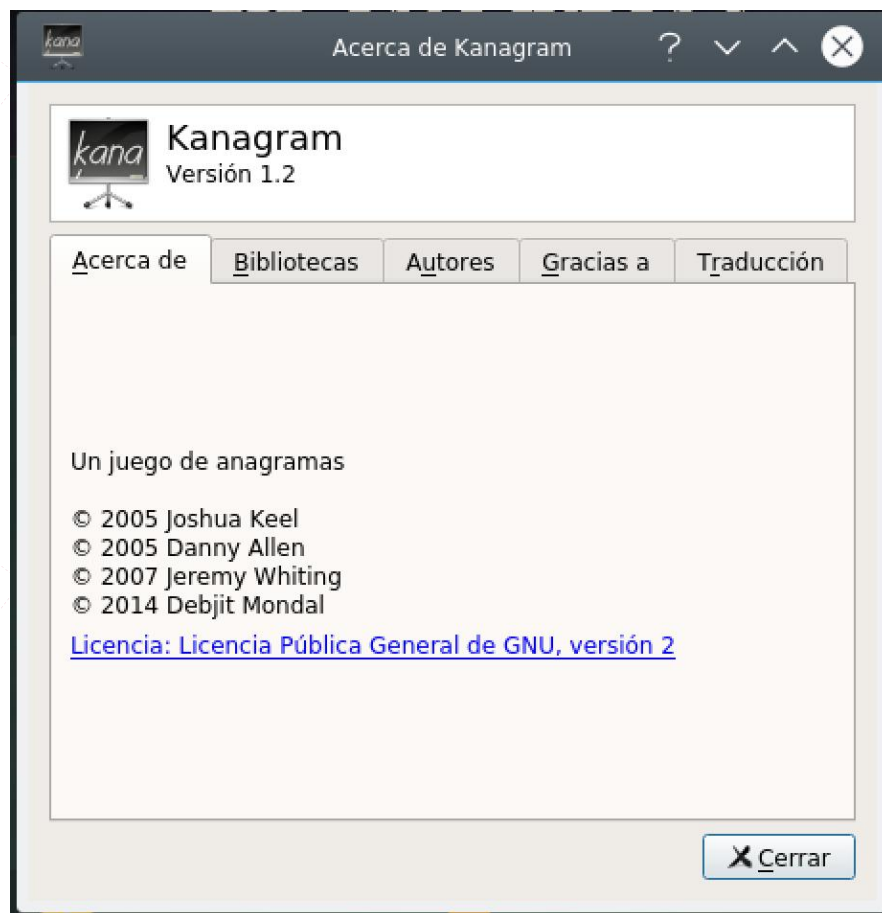 kana
Acerca de Kanagram
kana
Kanagram
Versión 1.2
Acerca de
Bibliotecas
Autores
Gracias a
Traducción
Un juego de anagramas
© 2005 Joshua Keel
© 2005 Danny Allen
© 2007 Jeremy Whiting
© 2014 Debjit Mondal
Licencia: Licencia Pública General de GNU, versión 2
Cerrar